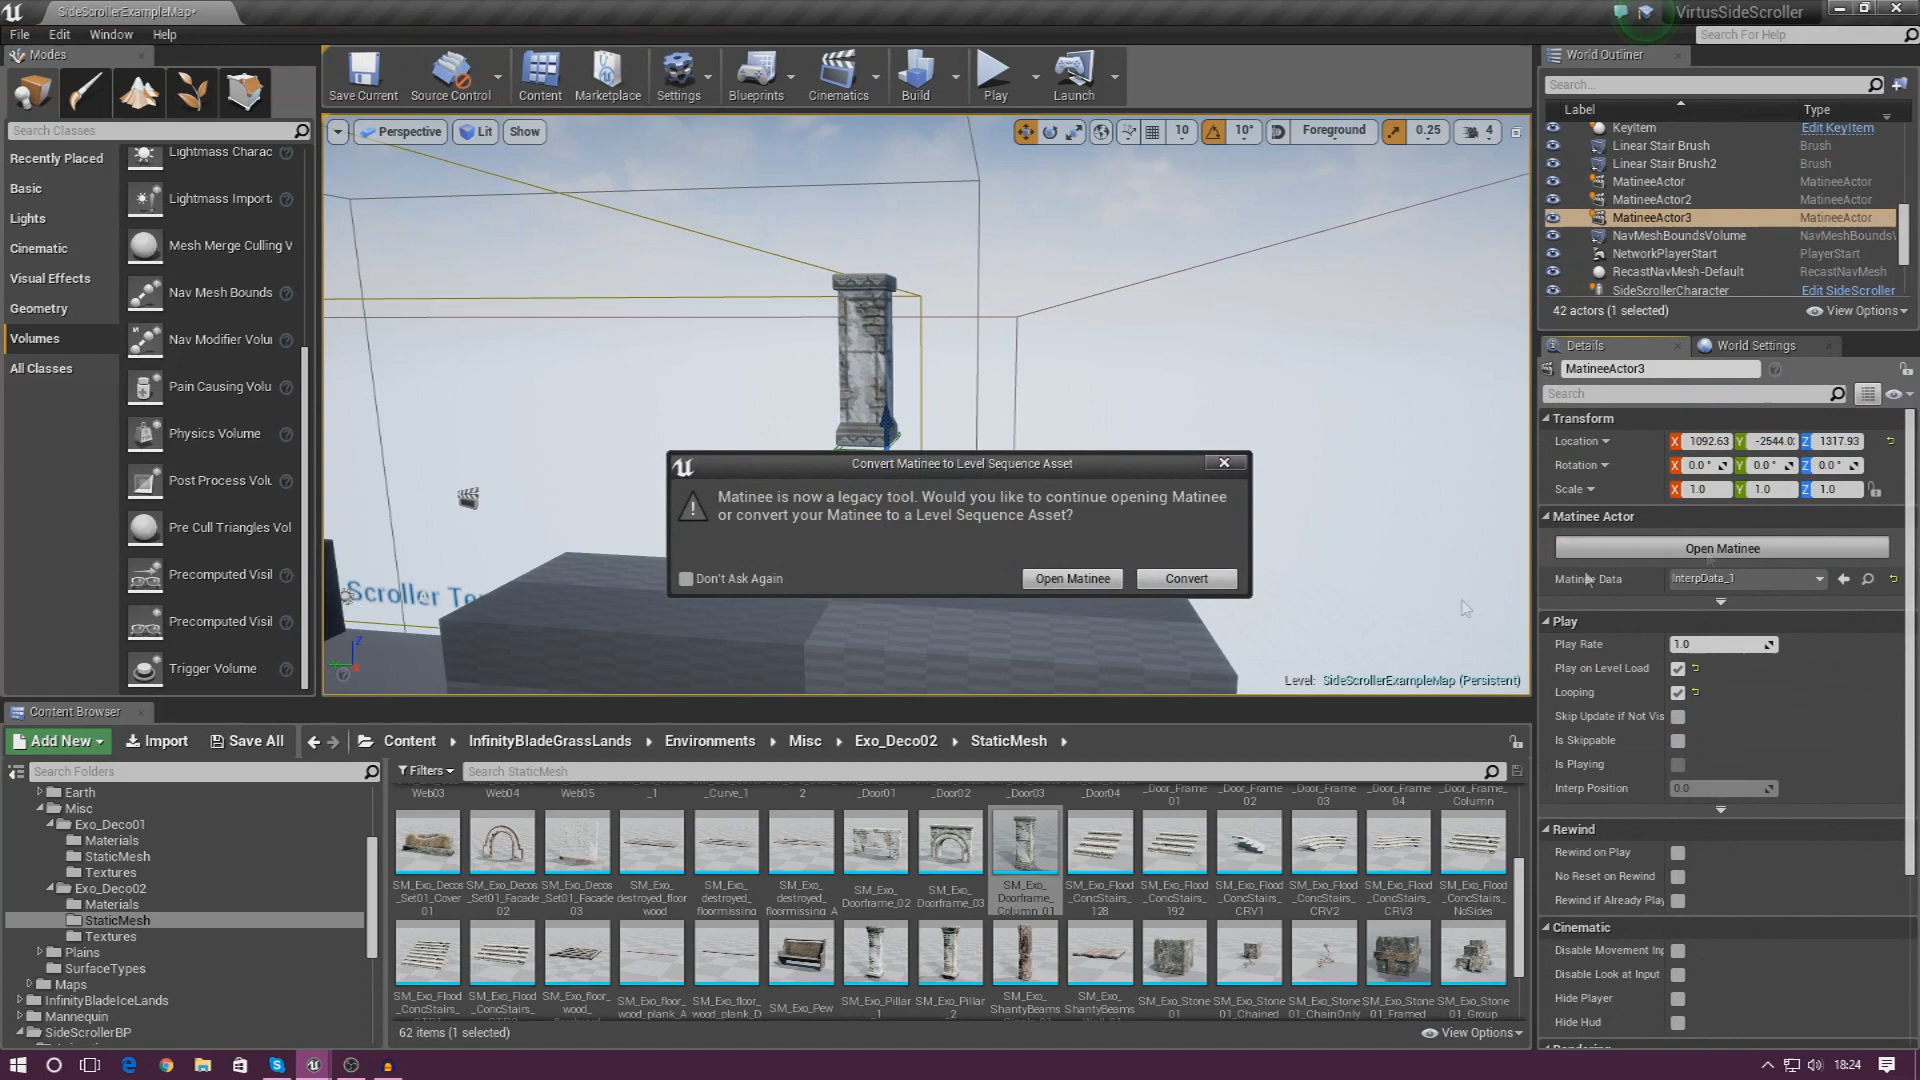 SideScrollerExampleMap*
VirtusSideScroller
File Edit Window Help
Search For Help
Modes
Search Classes
Recently Placed
Basic
Lights
Cinematic
Visual Effects
Geometry
Volumes
All Classes
Lightmass Charac
Lightmass Import
Mesh Merge Culling V
Nav Mesh Bounds
Nav Modifier Volu
Pain Causing Volu
Physics Volume
Post Process Volu
Pre Cull Triangles Vol
Precomputed Visil
Precomputed Visil
Trigger Volume
Save Current
Source Control
Content
Marketplace
Settings
Blueprints
Cinematics
Build
Play
Launch
Perspective
Lit
Show
10
10°
Foreground
0.25
4
Scroller Te
Level: SideScrollerExampleMap (Persistent)
Convert Matinee to Level Sequence Asset
Matinee is now a legacy tool. Would you like to continue opening Matinee
or convert your Matinee to a Level Sequence Asset?
Don't Ask Again
Open Matinee
Convert
World Outliner
Search...
Label Type
KeyItem Edit KeyItem
Linear Stair Brush Brush
Linear Stair Brush2 Brush
MatineeActor MatineeActor
MatineeActor2 MatineeActor
MatineeActor3 MatineeActor
NavMeshBoundsVolume NavMeshBoundsV
NetworkPlayerStart PlayerStart
RecastNavMesh-Default RecastNavMesh
SideScrollerCharacter Edit SideScroller
42 actors (1 selected)
View Options
Details
World Settings
MatineeActor3
Search
Transform
Location X 1092.63 Y -2544.0 Z 1317.93
Rotation X 0.0 ° Y 0.0 ° Z 0.0 °
Scale X 1.0 Y 1.0 Z 1.0
Matinee Actor
Open Matinee
Matinee Data InterpData_1
Play
Play Rate 1.0
Play on Level Load
Looping
Skip Update if Not Vis
Is Skippable
Is Playing
Interp Position 0.0
Rewind
Rewind on Play
No Reset on Rewind
Rewind if Already Play
Cinematic
Disable Movement Inp
Disable Look at Input
Hide Player
Hide Hud
Content Browser
Add New
Import
Save All
Content InfinityBladeGrassLands Environments Misc Exo_Deco02 StaticMesh
Search Folders
Filters
Search StaticMesh
Earth
Misc
Exo_Deco01
Materials
StaticMesh
Textures
Exo_Deco02
Materials
StaticMesh
Textures
Plains
SurfaceTypes
Maps
InfinityBladeIceLands
Mannequin
SideScrollerBP
Web03 Web04 Web05 _1 Curve_1 2 _Door01 _Door02 _Door03 _Door04 _Door_Frame_ 01 _Door_Frame_ 02 _Door_Frame_ 03 _Door_Frame_ 04 _Door_Frame_ Column
SM_Exo_Decos _Set01_Cover 01
SM_Exo_Decos _Set01_Facade 02
SM_Exo_Decos _Set01_Facade 03
SM_Exo_ destroyed_floor wood
SM_Exo_ destroyed_ floormissing
SM_Exo_ destroyed_ floormissing_A
SM_Exo_ Doorframe_02
SM_Exo_ Doorframe_03
SM_Exo_ Doorframe_ Column_01
SM_Exo_Flood _ConcStairs_ 128
SM_Exo_Flood _ConcStairs_ 192
SM_Exo_Flood _ConcStairs_ CRV1
SM_Exo_Flood _ConcStairs_ CRV2
SM_Exo_Flood _ConcStairs_ CRV3
SM_Exo_Flood _ConcStairs_ NoSides
SM_Exo_Flood _ConcStairs_
SM_Exo_Flood _ConcStairs_
SM_Exo_floor_ wood_
SM_Exo_floor_ wood_plank_A
SM_Exo_floor_ wood_plank_D
SM_Exo_Pew
SM_Exo_Pillar _1
SM_Exo_Pillar _2
SM_Exo_ ShantyBeams
SM_Exo_ ShantyBeams
SM_Exo_Stone 01
SM_Exo_Stone 01_Chained
SM_Exo_Stone 01_ChainOnly
SM_Exo_Stone 01_Framed
SM_Exo_Stone 01_Group
62 items (1 selected)
View Options
18:24